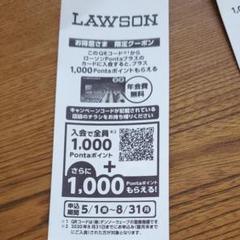 LAWSON
お得意さま 限定クーポン
このQRコード※1から
ローソンPontaプラスの
カードに入会すると、プラス
1,000Pontaポイントもらえる
年会費
無料
キャンペーンコードが記載されている
店頭のチラシをお持ち帰りください
入会で全員※2
1,000
Pontaポイント
+
さらに
1,000
Pontaポイント
もらえる!
申込
期間
5/10~8/31(月)